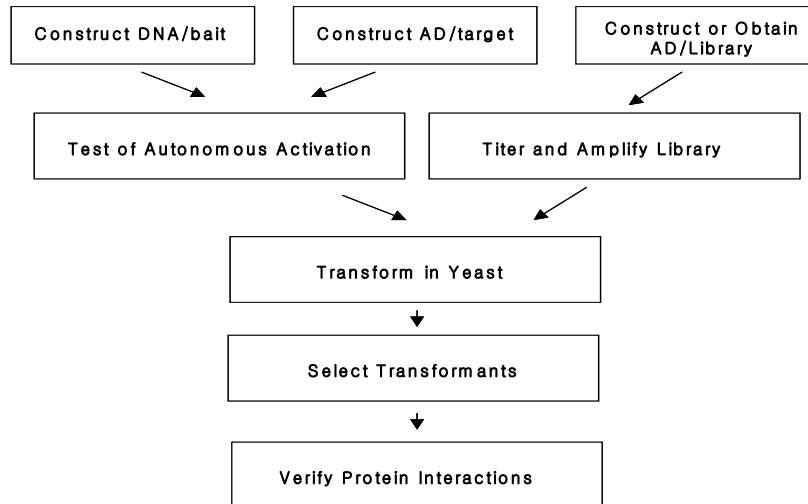 Construct DNA/bait
Construct AD/target
Construct or Obtain
AD/Library
Test of Autonomous Activation
Titer and Amplify Library
Transform in Yeast
Select Transformants
Verify Protein Interactions